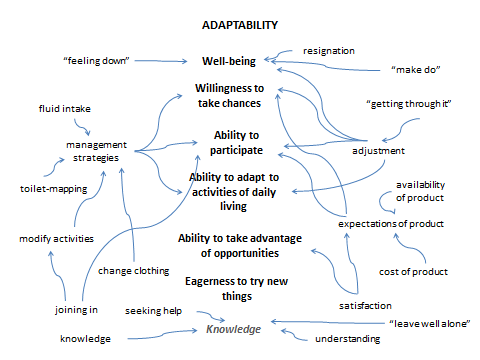 ADAPTABILITY
resignation
"feeling down"
Well-being
"make do"
Willingness to
take chances
fluid intake
"getting through it"
management
strategies
Ability to
participate
adjustment
toilet-mapping
Ability to adapt to
activities of daily
living
availability
of product
expectations of product
modify activities
Ability to take advantage
of opportunities
change clothing
cost of product
Eagerness to try new
things
joining in
seeking help
satisfaction
"leave well alone"
knowledge
Knowledge
understanding